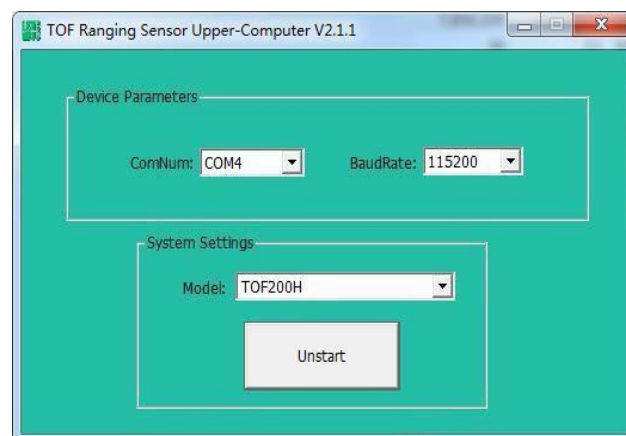 TOF Ranging Sensor Upper-Computer V2.1.1
Device Parameters
ComNum: COM4 BaudRate: 115200
System Settings
Model: TOF200H
Unstart